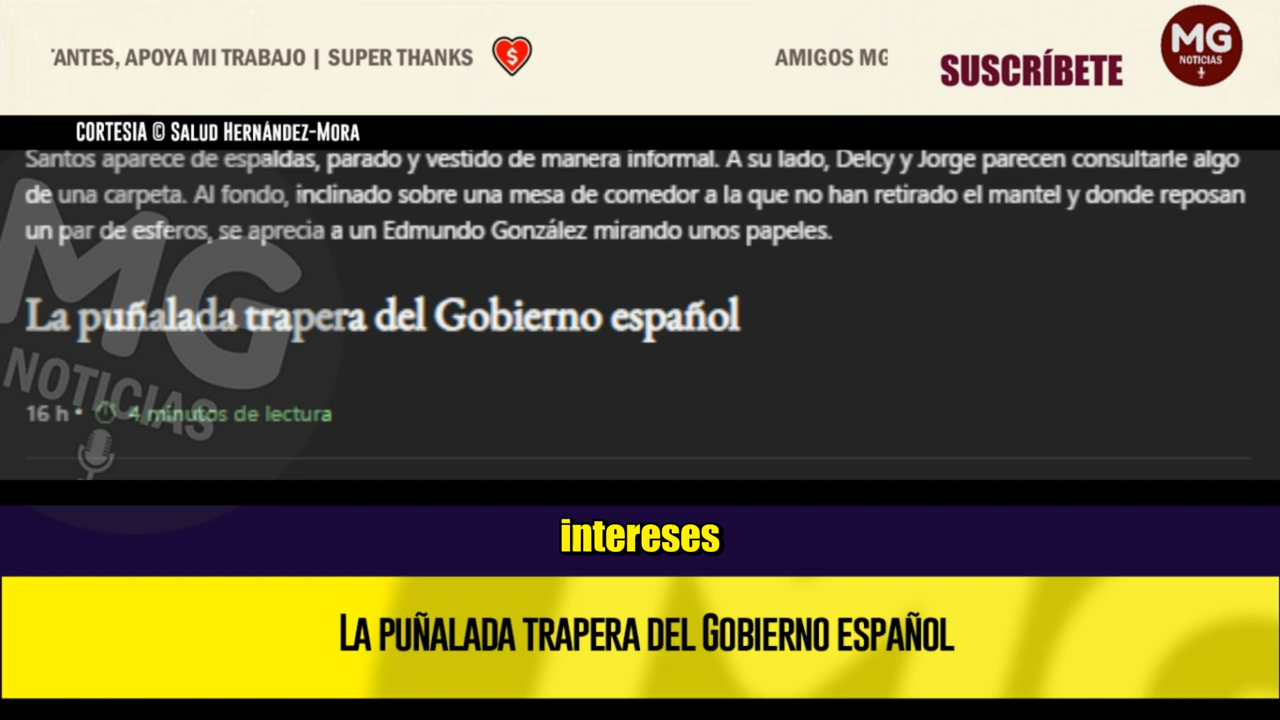 'ANTES, APOYA MI TRABAJO | SUPER THANKS
$
AMIGOS MG
SUSCRÍBETE
MG
NOTICIAS
CORTESIA © SALUD HERNÁNDEZ-MORA
Santos aparece de espaldas, parado y vestido de manera informal. A su lado, Delcy y Jorge parecen consultarle algo
de una carpeta. Al fondo, inclinado sobre una mesa de comedor a la que no han retirado el mantel y donde reposan
un par de esferos, se aprecia a un Edmundo González mirando unos papeles.
La puñalada trapera del Gobierno español
16 h • 4 minutos de lectura
MG
NOTICIAS
intereses
LA PUÑALADA TRAPERA DEL GOBIERNO ESPAÑOL